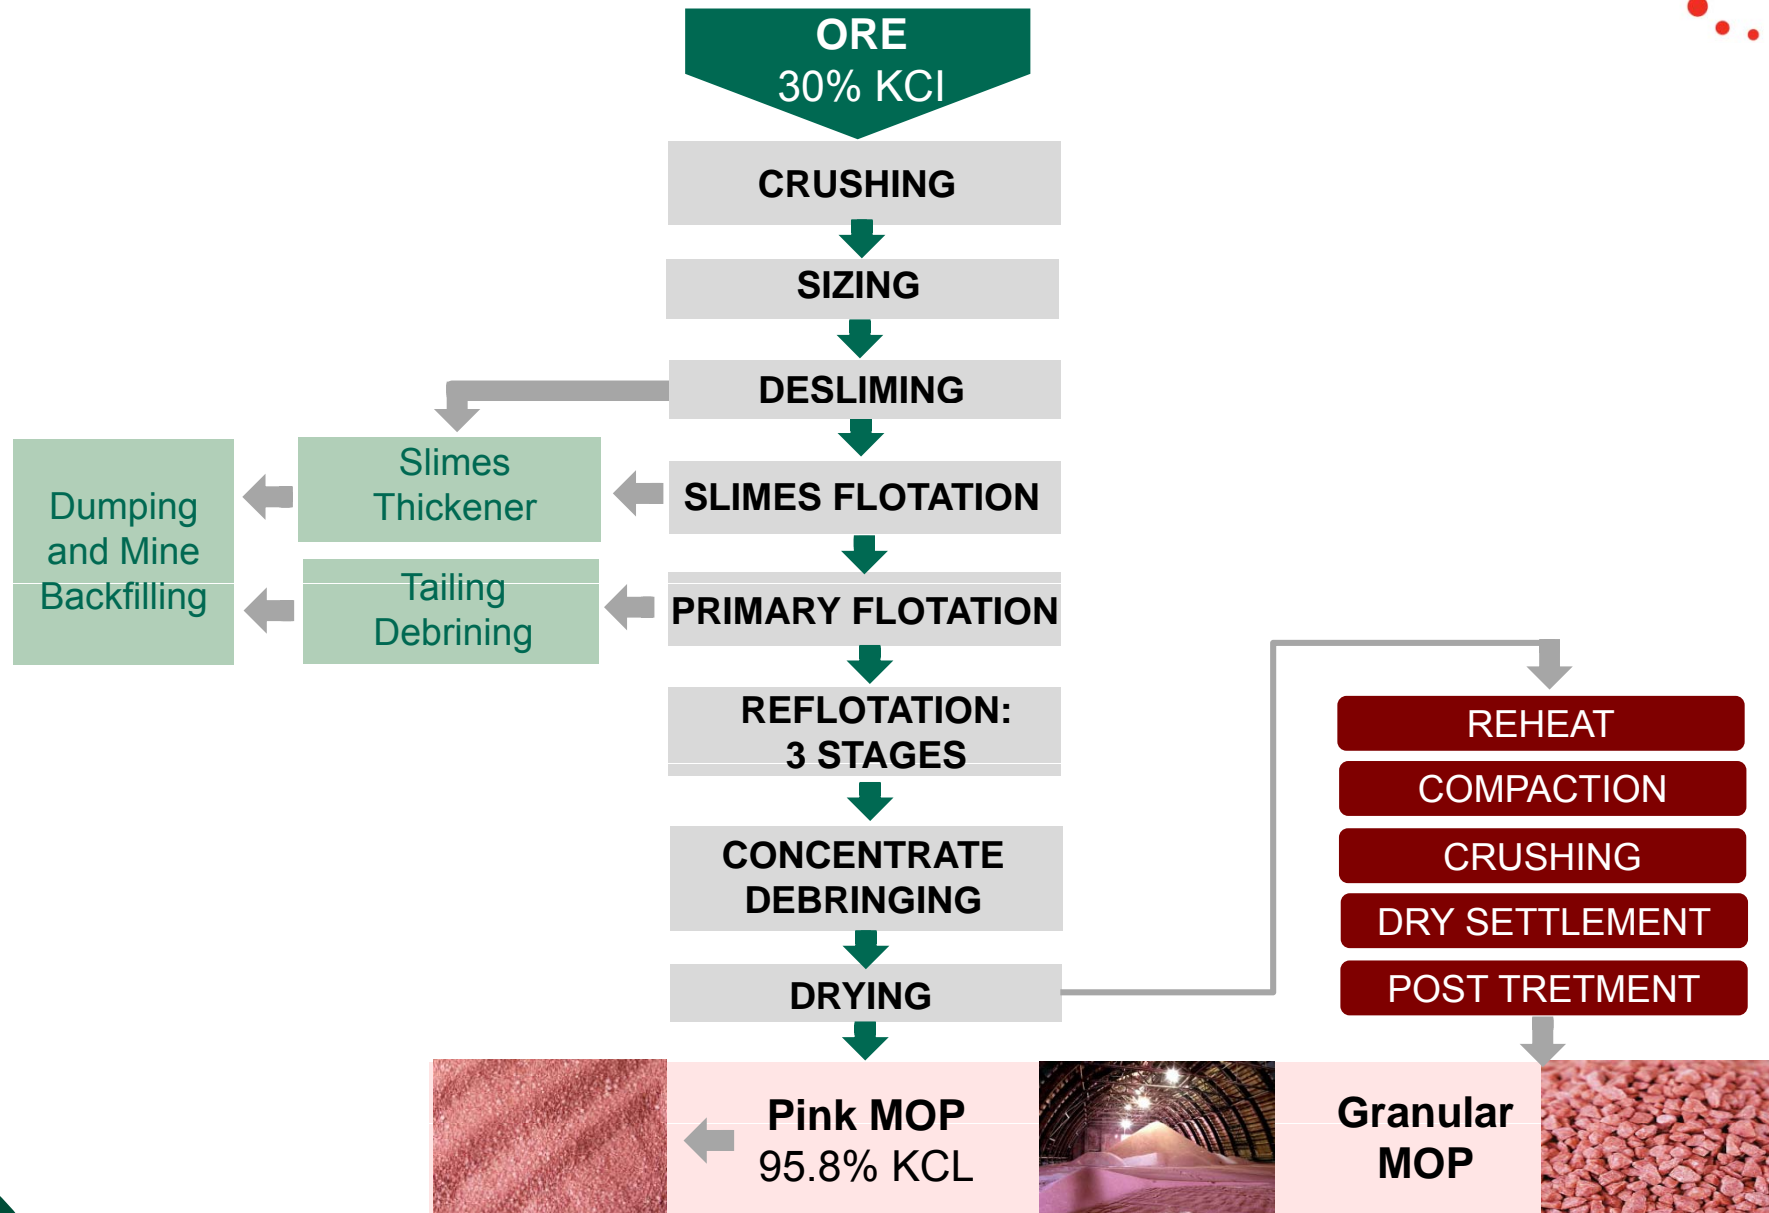 ORE
30% KCl
CRUSHING
SIZING
DESLIMING
SLIMES FLOTATION
PRIMARY FLOTATION
REFLOTATION:
3 STAGES
CONCENTRATE
DEBRINGING
DRYING
Slimes
Thickener
Tailing
Debrining
Dumping
and Mine
Backfilling
REHEAT
COMPACTION
CRUSHING
DRY SETTLEMENT
POST TRETMENT
Pink MOP
95.8% KCL
Granular
MOP